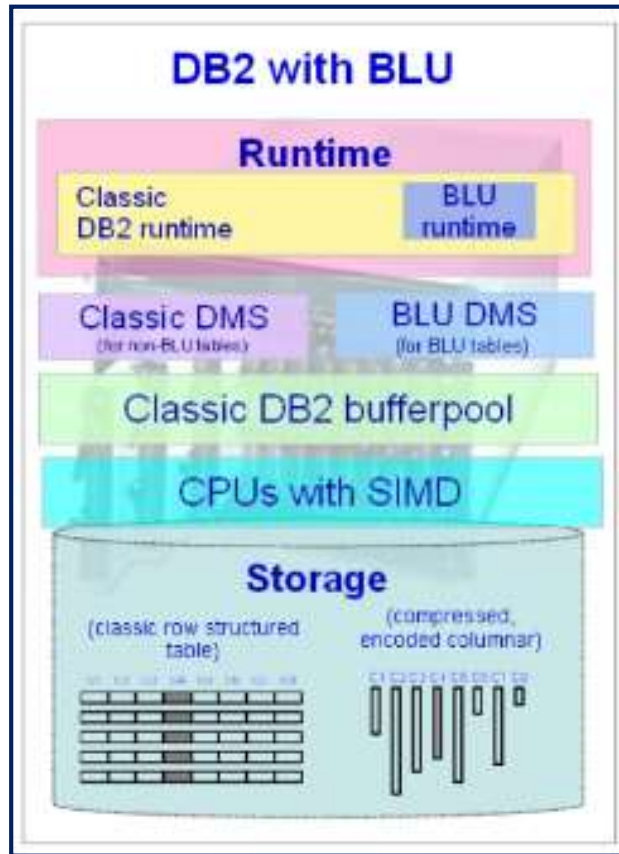 DB2 with BLU
Runtime
Classic
DB2 runtime
BLU
runtime
Classic DMS
(for non-BLU tables)
BLU DMS
(for BLU tables)
Classic DB2 bufferpool
CPUs with SIMD
Storage
(classic row structured
table)
(compressed,
encoded columnar)